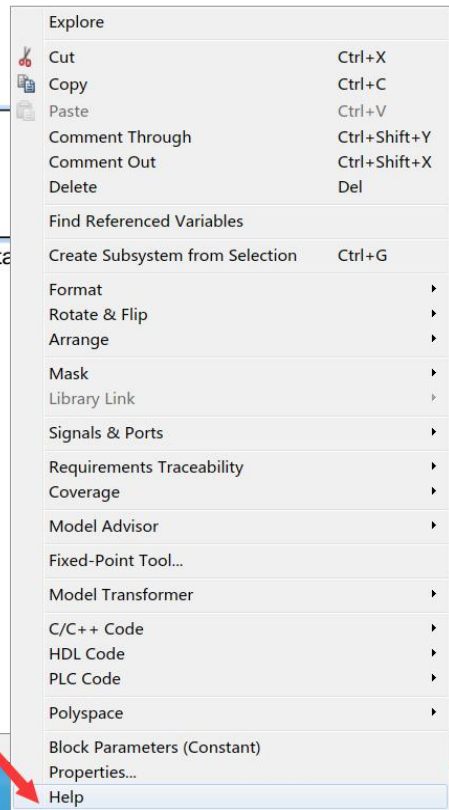 Explore
Cut Ctrl+X
Copy Ctrl+C
Paste Ctrl+V
Comment Through Ctrl+Shift+Y
Comment Out Ctrl+Shift+X
Delete Del
Find Referenced Variables
Create Subsystem from Selection Ctrl+G
Format
Rotate & Flip
Arrange
Mask
Library Link
Signals & Ports
Requirements Traceability
Coverage
Model Advisor
Fixed-Point Tool...
Model Transformer
C/C++ Code
HDL Code
PLC Code
Polyspace
Block Parameters (Constant)
Properties...
Help